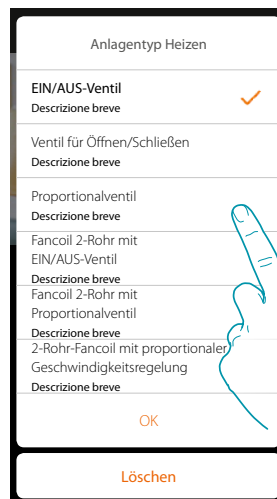 Anlagentyp Heizen
EIN/AUS-Ventil
Descrizione breve
Ventil für Öffnen/Schließen
Descrizione breve
Proportionalventil
Descrizione breve
Fancoil 2-Rohr mit
EIN/AUS-Ventil
Descrizione breve
Fancoil 2-Rohr mit
Proportionalventil
Descrizione breve
2-Rohr-Fancoil mit proportionaler
Geschwindigkeitsregelung
Descrizione breve
OK
Löschen